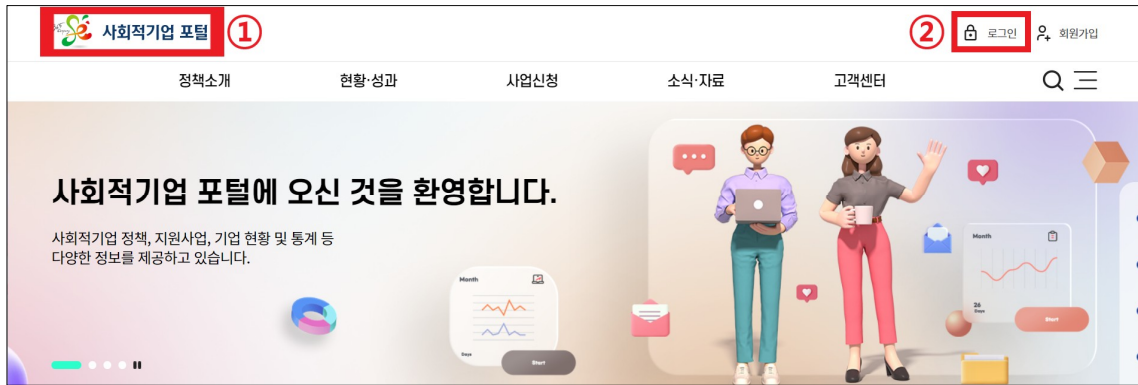 사회적기업 포털 ① ② 로그인 회원가입
정책소개 현황·성과 사업신청 소식·자료 고객센터
사회적기업 포털에 오신 것을 환영합니다.
사회적기업 정책, 지원사업, 기업 현황 및 통계 등
다양한 정보를 제공하고 있습니다.
Month
Days
Start
Month
26
Days
Start